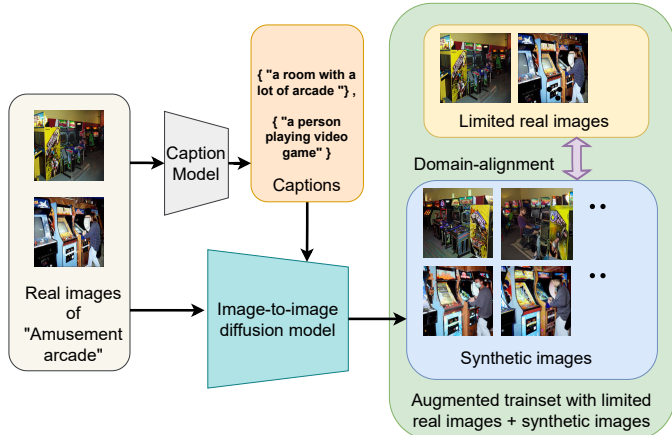 Real images
of
"Amusement
arcade"
Caption
Model
{ "a room with a
lot of arcade "} ,
{ "a person
playing video
game" }
Captions
Image-to-image
diffusion model
Limited real images
Domain-alignment
Synthetic images
Augmented trainset with limited
real images + synthetic images